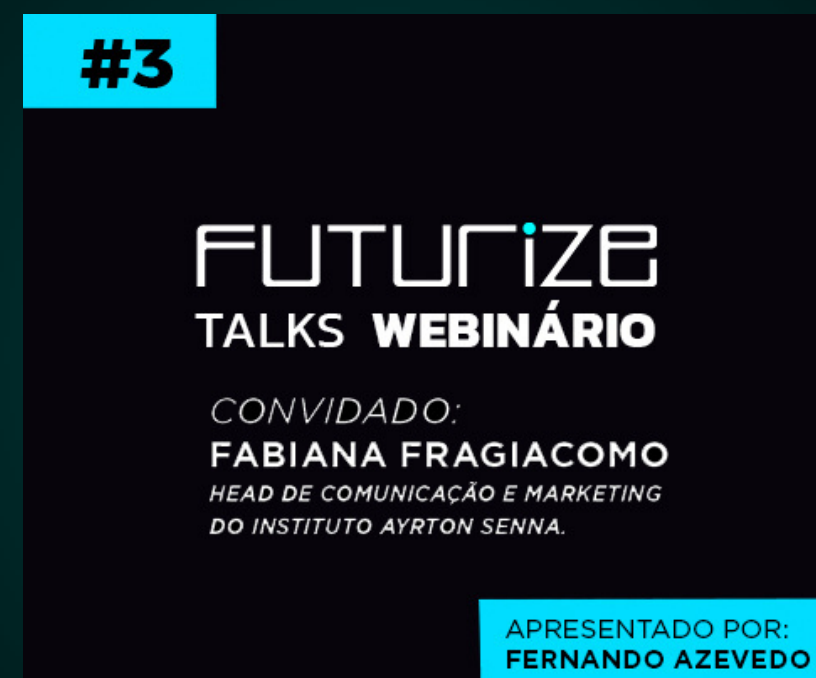 #3
FUTURiZE
TALKS WEBINÁRIO
CONVIDADO:
FABIANA FRAGIACOMO
HEAD DE COMUNICAÇÃO E MARKETING
DO INSTITUTO AYRTON SENNA.
APRESENTADO POR:
FERNANDO AZEVEDO